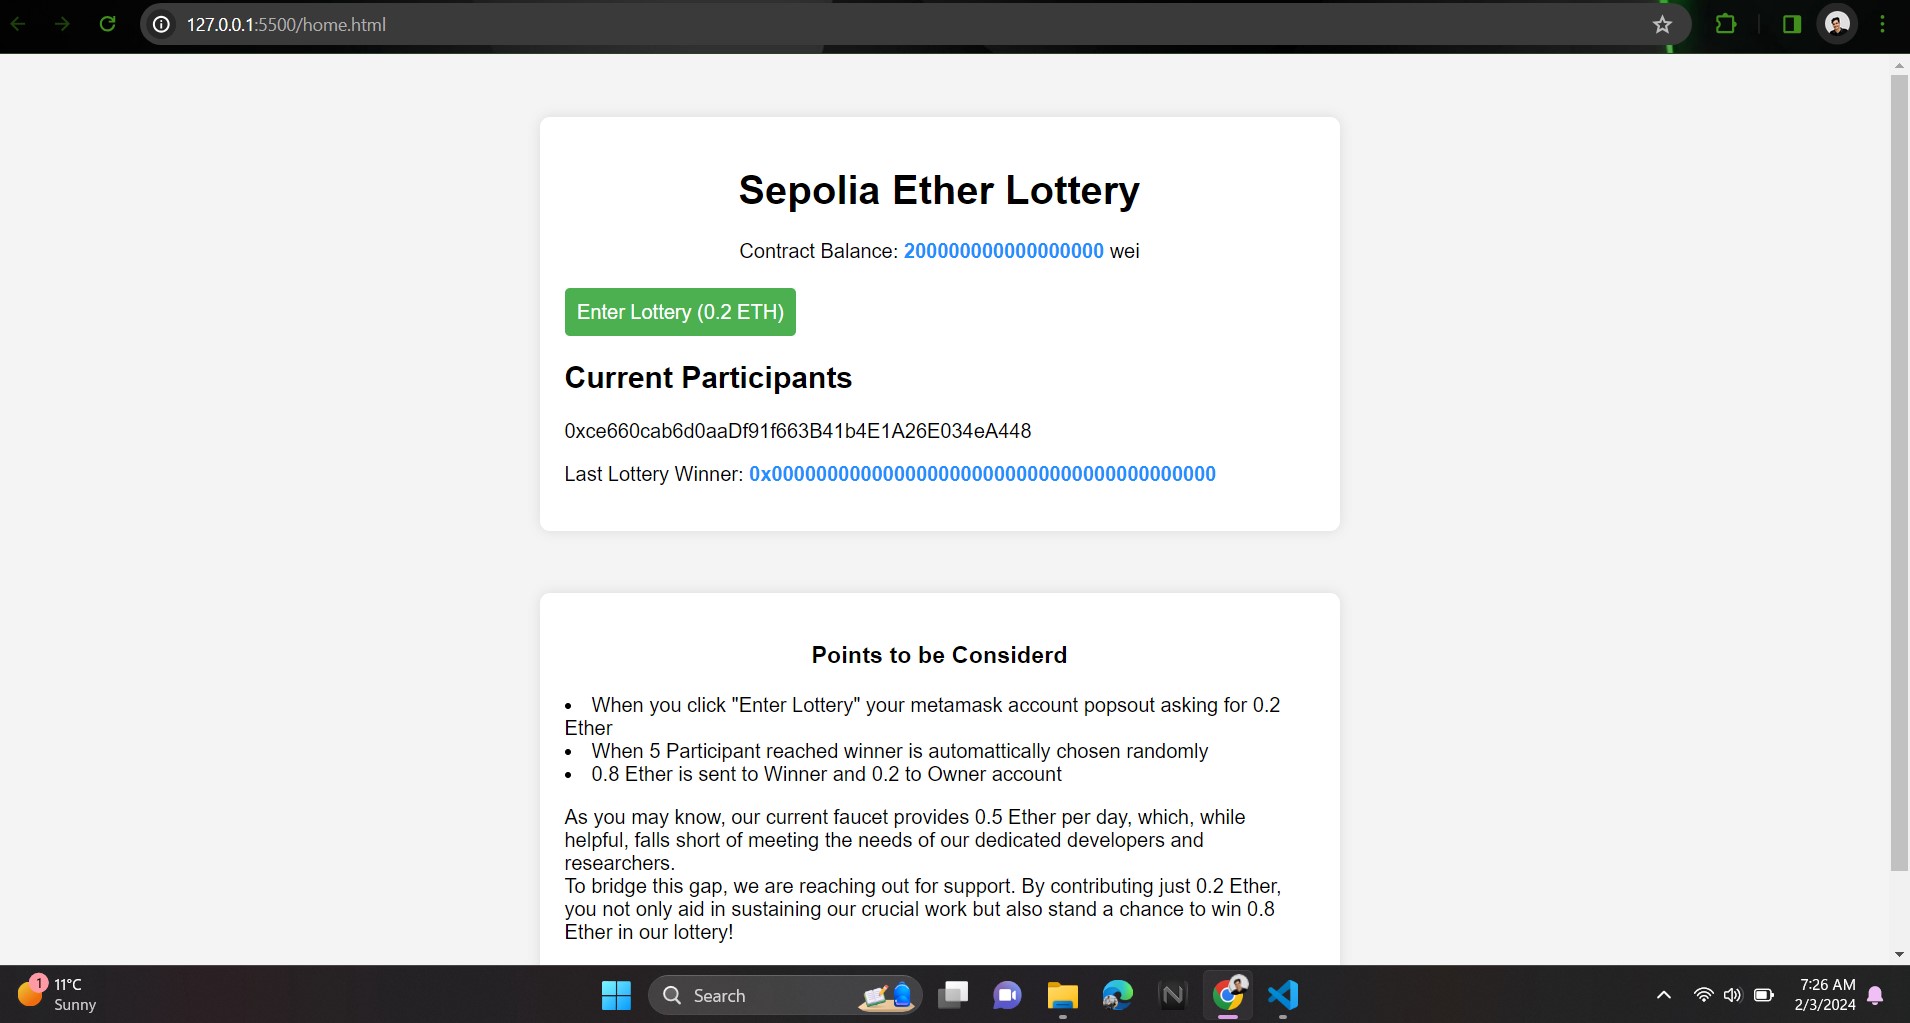 127.0.0.1:5500/home.html
Sepolia Ether Lottery
Contract Balance: 200000000000000000 wei
Enter Lottery (0.2 ETH)
Current Participants
0xce660cab6d0aaDf91f663B41b4E1A26E034eA448
Last Lottery Winner: 0x0000000000000000000000000000000000000000
Points to be Considerd
• When you click "Enter Lottery" your metamask account popsout asking for 0.2
Ether
• When 5 Participant reached winner is automattically chosen randomly
• 0.8 Ether is sent to Winner and 0.2 to Owner account
As you may know, our current faucet provides 0.5 Ether per day, which, while
helpful, falls short of meeting the needs of our dedicated developers and
researchers.
To bridge this gap, we are reaching out for support. By contributing just 0.2 Ether,
you not only aid in sustaining our crucial work but also stand a chance to win 0.8
Ether in our lottery!
1
11°C
Sunny
Search
N
7:26 AM
2/3/2024